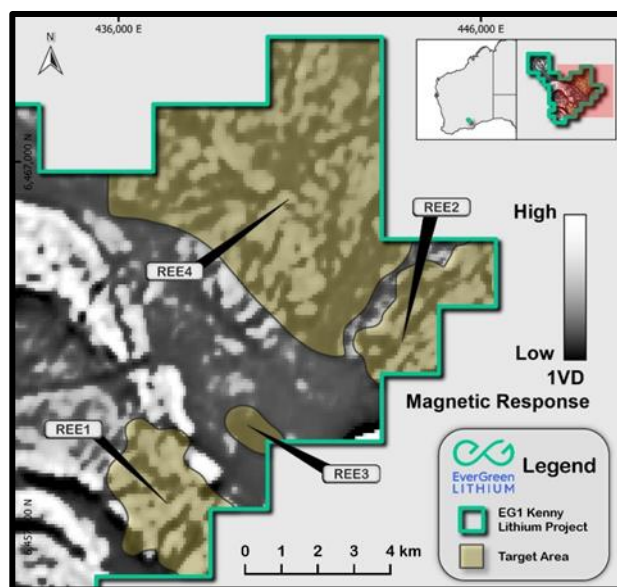 436,000 E
446,000 E
N
6,467,000 N
REE2
High
REE4
Low
1VD
Magnetic Response
REE1
REE3
EverGreen
LITHIUM
Legend
EG1 Kenny
Lithium Project
Target Area
0 1 2 3 4 km